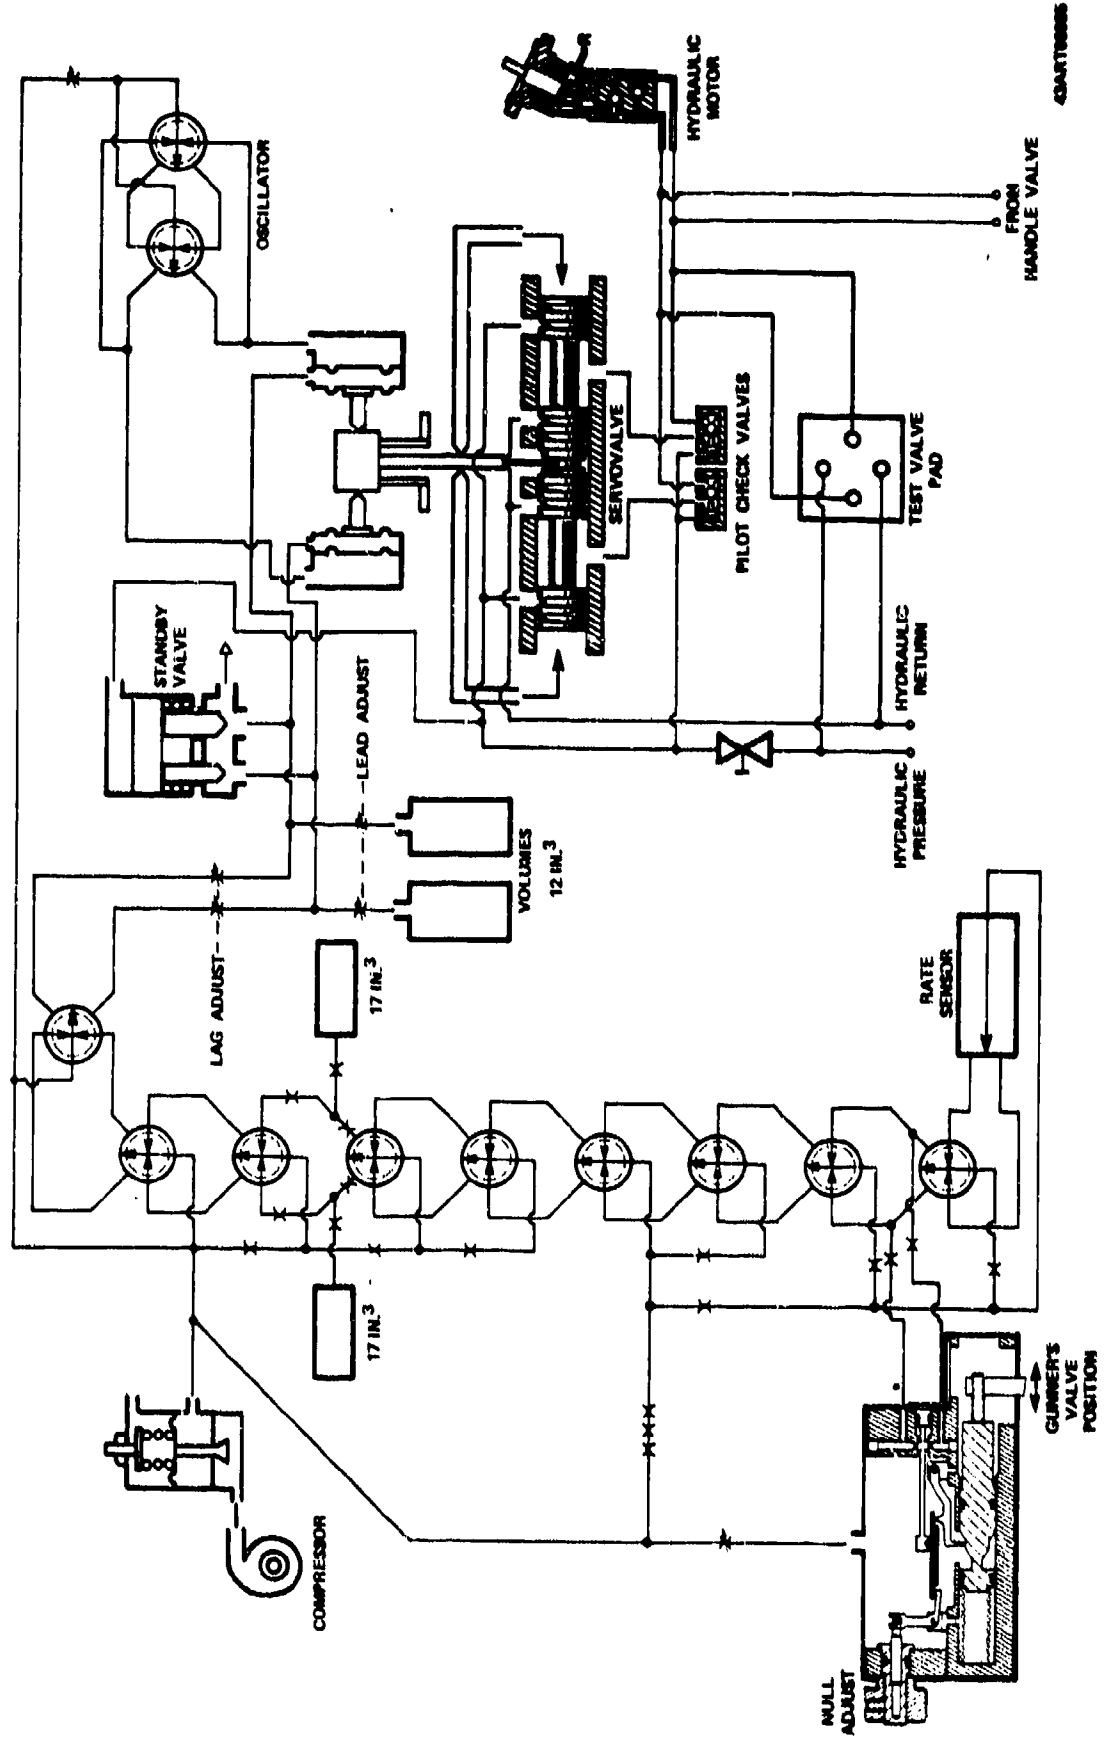 43ART00005
OSCILLATOR
R
HYDRAULIC
MOTOR
FRON
HANDLE VALVE
STANDBY
VALVE
SERVOVALVE
PILOT CHECK VALVES
TEST VALVE
PAD
LEAD ADJUST
HYDRAULIC
RETURN
HYDRAULIC
PRESSURE
VOLUMES
12 IN.3
LAG ADJUST
17 IN.3
RATE
SENSOR
17 IN.3
COMPRESSOR
GUNNER'S
VALVE
POSITION
NULL
ADJUST